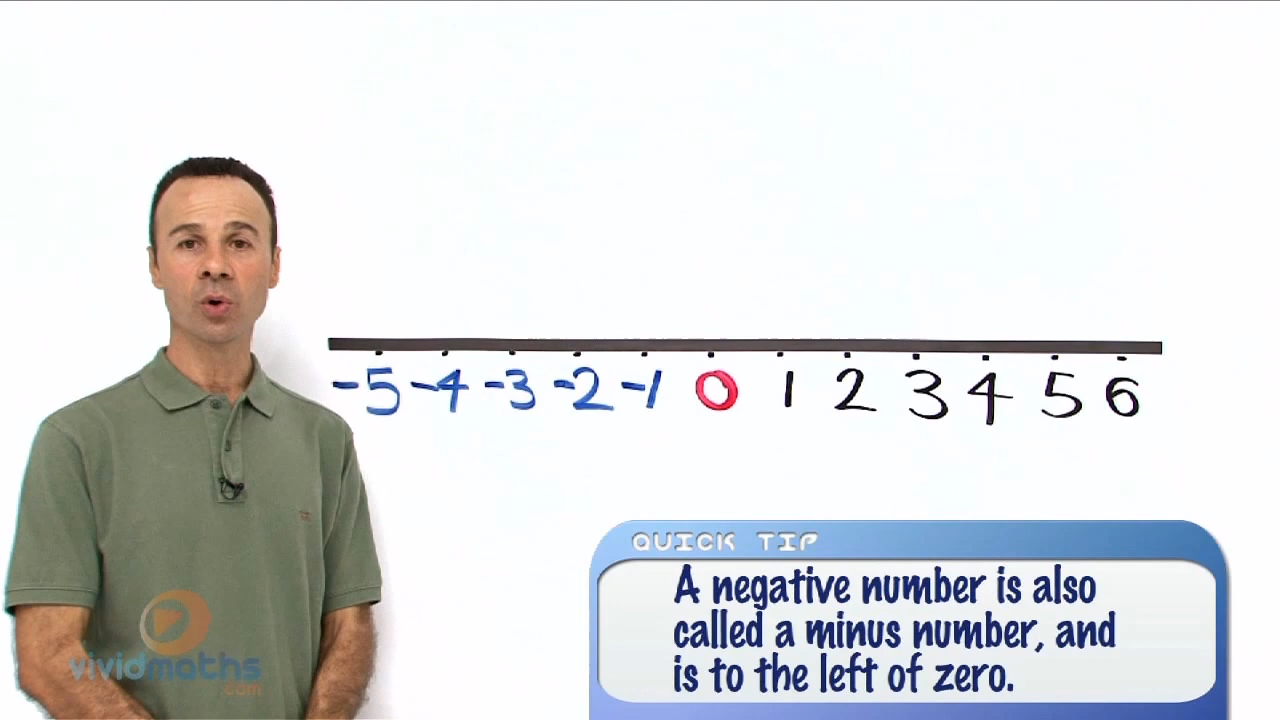 -5 -4 -3 -2 -1 0 1 2 3 4 5 6
QUICK TIP
A negative number is also
called a minus number, and
is to the left of zero.
vividmaths
.com